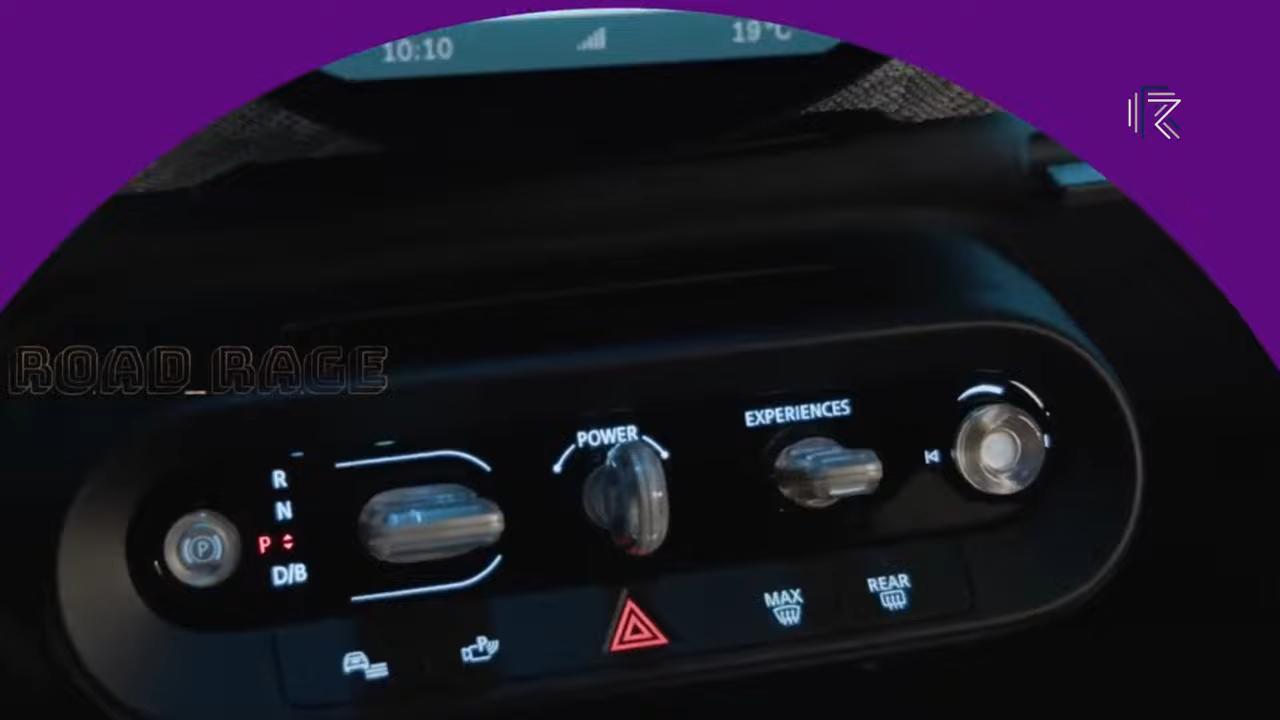 10:10
19°C
ROAD_RAGE
EXPERIENCES
POWER
R
N
P
D/B
P
MAX
REAR
P